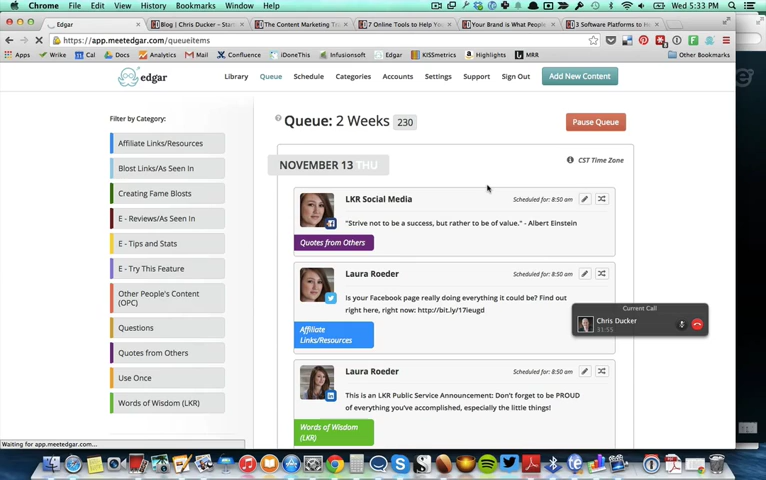 Chrome File Edit View History Bookmarks Window Help
Wed 5:33 PM
Edgar
Blog | Chris Ducker - Star
The Content Marketing To
7 Online Tools to Help Yo
Your Brand is What People
3 Software Platforms to H
https://app.meetedgar.com/queueitems
Apps Wrike Cal Mandrill Analytics Mail Confluence iDoneThis Infusionsoft Edgar KISSmetrics Highlights MRR
Other Bookmarks
edgar
Library Queue Schedule Categories Accounts Settings Support Sign Out Add New Content
Filter by Category:
Affiliate Links/Resources
Blost Links/As Seen In
Creating Fame Blosts
E - Reviews/As Seen In
E - Tips and Stats
E - Try This Feature
Other People's Content
(OPC)
Questions
Quotes from Others
Use Once
Words of Wisdom (LKR)
Queue: 2 Weeks 230
Pause Queue
NOVEMBER 13 THU
CST Time Zone
LKR Social Media
Scheduled for: 8:50 am
"Strive not to be a success, but rather to be of value." - Albert Einstein
Quotes from Others
Laura Roeder
Scheduled for: 8:50 am
Is your Facebook page really doing everything it could be? Find out
right here, right now: http://bit.ly/17ieugd
Affiliate
Links/Resources
Laura Roeder
Scheduled for: 8:50 am
This is an LKR Public Service Announcement: Don't forget to be PROUD
of everything you've accomplished, especially the little things!
Words of Wisdom
(LKR)
Current Call
Chris Ducker
31:55
Waiting for app.meetedgar.com...